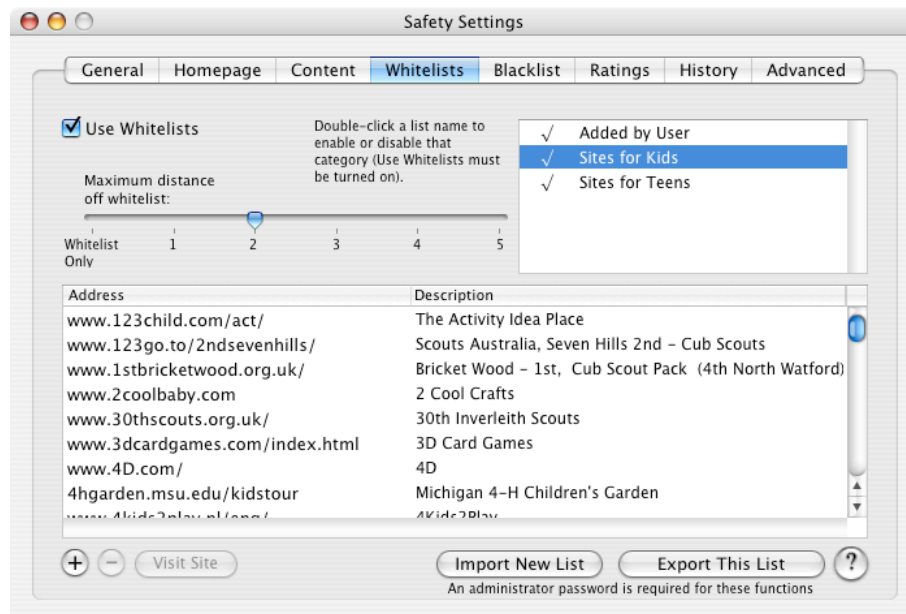 Safety Settings
General Homepage Content Whitelists Blacklist Ratings History Advanced
Use Whitelists
Double-click a list name to
enable or disable that
category (Use Whitelists must
be turned on).
Maximum distance
off whitelist:
Whitelist
Only
1 2 3 4 5
√ Added by User
√ Sites for Kids
√ Sites for Teens
Address Description
www.123child.com/act/ The Activity Idea Place
www.123go.to/2ndsevenhills/ Scouts Australia, Seven Hills 2nd - Cub Scouts
www.1stbricketwood.org.uk/ Bricket Wood - 1st, Cub Scout Pack (4th North Watford)
www.2coolbaby.com 2 Cool Crafts
www.30thscouts.org.uk/ 30th Inverleith Scouts
www.3dcardgames.com/index.html 3D Card Games
www.4D.com/ 4D
4hgarden.msu.edu/kidstour Michigan 4-H Children's Garden
www.4kids2play.nl/eng/ 4Kids2Play
+ − Visit Site Import New List Export This List ?
An administrator password is required for these functions